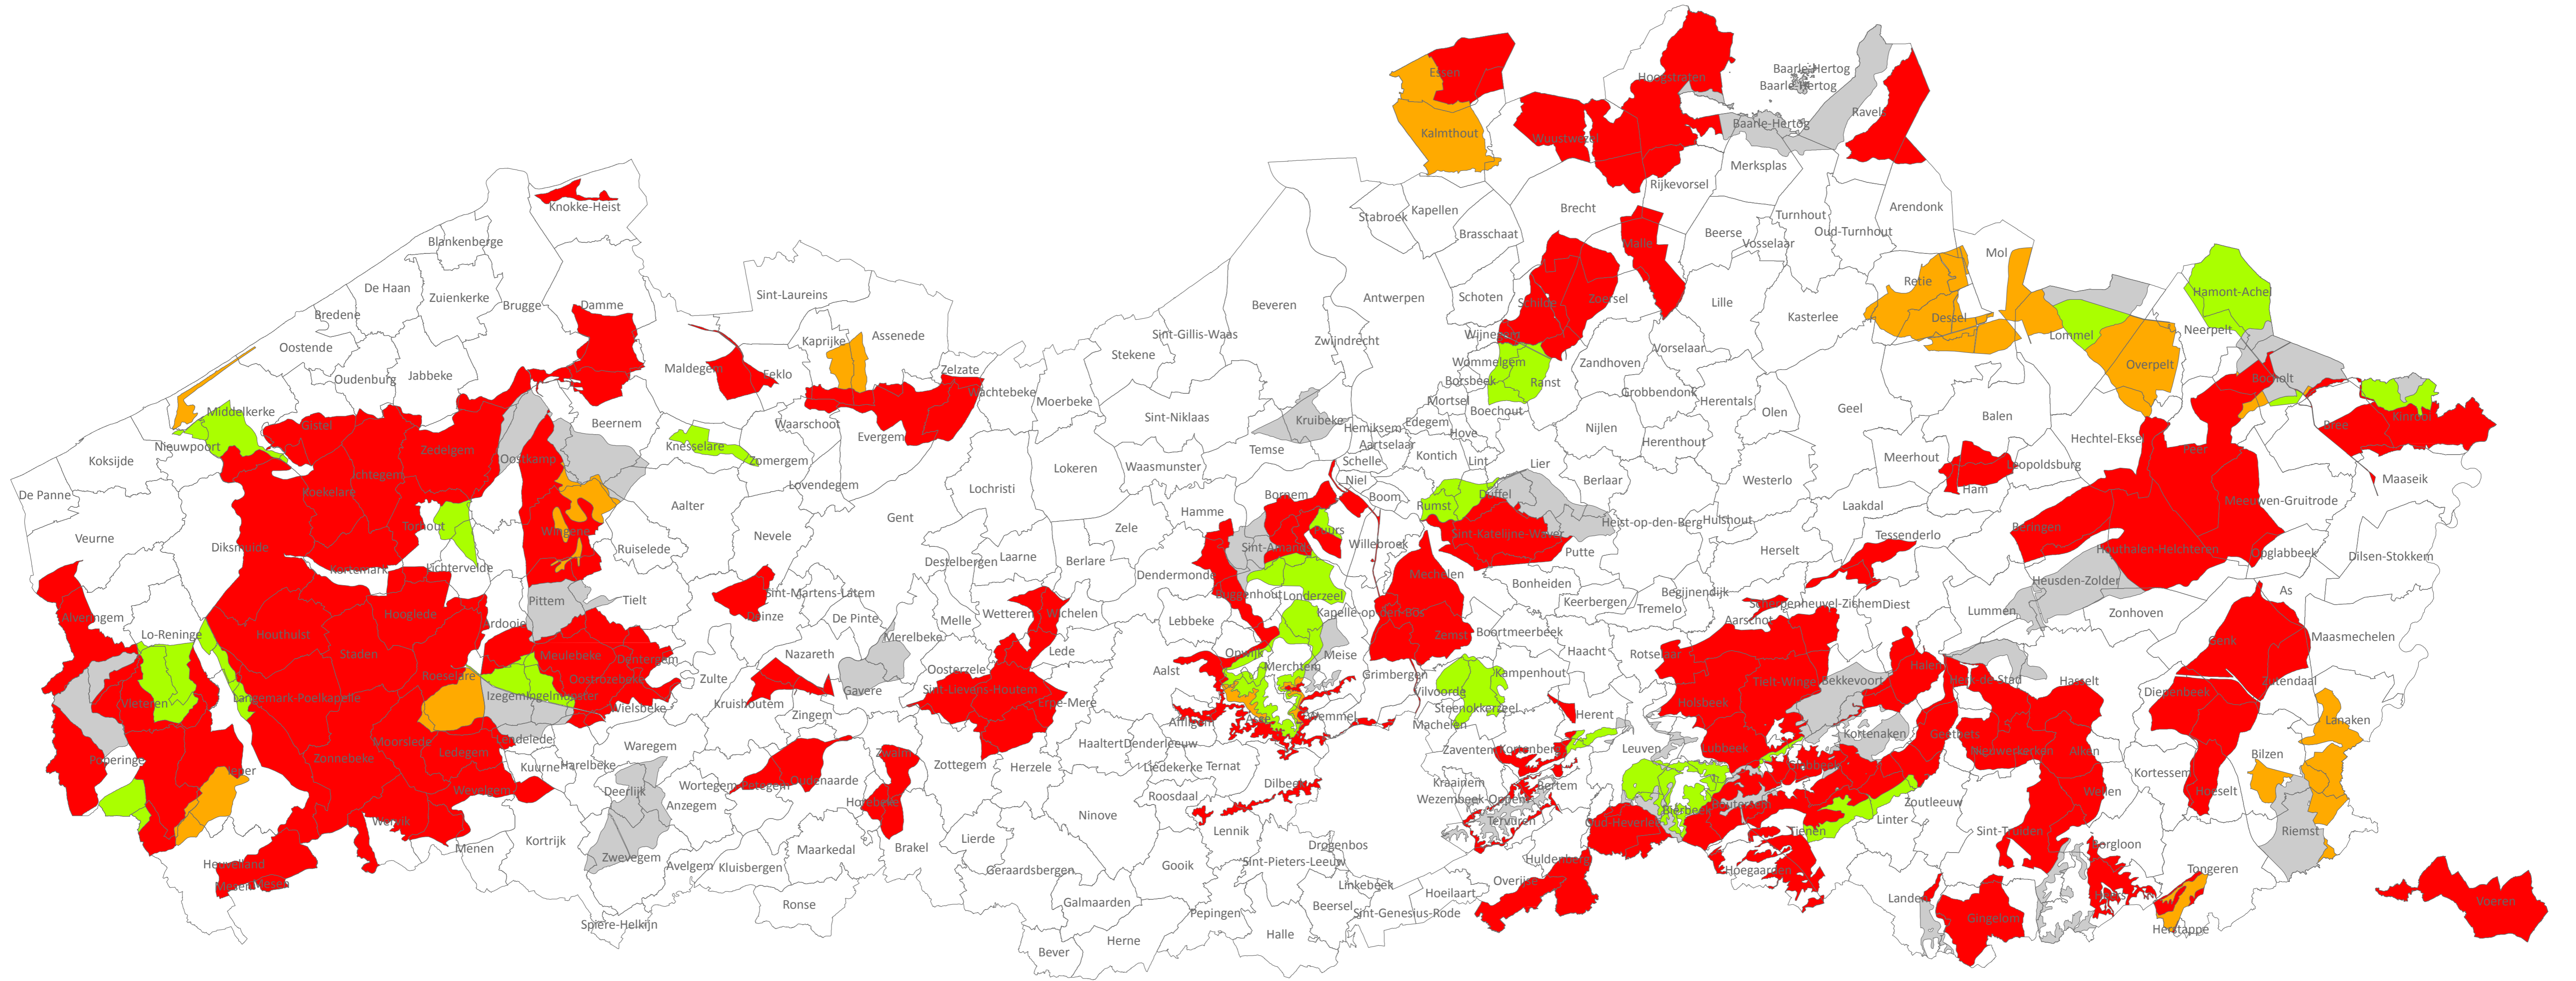 Essen
Kalmthout
Wuustwezel
Hoogstraten
Baarle-Hertog
Baarle-Hertog
Baarle-Hertog
Ravels
Merksplas
Rijkevorsel
Knokke-Heist
Blankenberge
De Haan
Zuienkerke
Brugge
Damme
Bredene
Oostende
Oudenburg
Jabbeke
Middelkerke
Nieuwpoort
Koksijde
De Panne
Veurne
Gistel
Ichtegem
Koekelare
Zedelgem
Oostkamp
Beernem
Torhout
Wingene
Diksmuide
Kortemark
Lichtervelde
Ruiselede
Pittem
Tielt
Alveringem
Lo-Reninge
Houthulst
Hooglede
Ardooie
Staden
Roeselare
Meulebeke
Dentergem
Oostrozebeke
Izegem
Ingelmunster
Wielsbeke
Vleteren
Langemark-Poelkapelle
Poperinge
Ieper
Zonnebeke
Moorslede
Ledegem
Lendelede
Kuurne
Harelbeke
Waregem
Wevelgem
Wervik
Menen
Kortrijk
Deerlijk
Anzegem
Zwevegem
Avelgem
Heuvelland
Mesen
Mesen
Spiere-Helkijn
Sint-Laureins
Kaprijke
Assenede
Maldegem
Eeklo
Zelzate
Wachtebeke
Moerbeke
Waarschoot
Evergem
Knesselare
Zomergem
Lovendegem
Aalter
Nevele
Gent
Lochristi
Lokeren
Stekene
Sint-Gillis-Waas
Beveren
Sint-Niklaas
Waasmunster
Temse
Kruibeke
Hamme
Zele
Laarne
Berlare
Destelbergen
Dendermonde
Wetteren
Wichelen
Melle
Sint-Martens-Latem
De Pinte
Deinze
Merelbeke
Nazareth
Oosterzele
Gavere
Lede
Lebbeke
Buggenhout
Zulte
Kruishoutem
Zingem
Sint-Lievens-Houtem
Erpe-Mere
Aalst
Wortegem-Petegem
Oudenaarde
Zwalm
Zottegem
Herzele
Haaltert
Denderleeuw
Horebeke
Brakel
Lierde
Maarkedal
Kluisbergen
Ronse
Ninove
Geraardsbergen
Stabroek
Kapellen
Brasschaat
Brecht
Antwerpen
Schoten
Zwijndrecht
Schilde
Zoersel
Malle
Beerse
Vosselaar
Turnhout
Oud-Turnhout
Arendonk
Lille
Kasterlee
Retie
Dessel
Mol
Wijnegem
Wommelgem
Borsbeek
Ranst
Mortsel
Boechout
Zandhoven
Vorselaar
Grobbendonk
Herentals
Olen
Geel
Balen
Edegem
Hove
Hemiksem
Aartselaar
Kontich
Lint
Lier
Schelle
Niel
Boom
Nijlen
Herenthout
Berlaar
Westerlo
Meerhout
Laakdal
Bornem
Puurs
Sint-Amands
Willebroek
Rumst
Duffel
Sint-Katelijne-Waver
Heist-op-den-Berg
Hulshout
Putte
Herselt
Mechelen
Bonheiden
Londerzeel
Kapelle-op-den-Bos
Zemst
Boortmeerbeek
Keerbergen
Tremelo
Begijnendijk
Scherpenheuvel-Zichem
Diest
Aarschot
Haacht
Rotselaar
Kampenhout
Opwijk
Merchtem
Meise
Grimbergen
Vilvoorde
Steenokkerzeel
Machelen
Asse
Wemmel
Affligem
Liedekerke
Ternat
Roosdaal
Dilbeek
Lennik
Gooik
Sint-Pieters-Leeuw
Drogenbos
Linkebeek
Beersel
Sint-Genesius-Rode
Galmaarden
Pepingen
Halle
Herne
Bever
Hoeilaart
Overijse
Huldenberg
Tervuren
Wezembeek-Oppem
Kraainem
Zaventem
Kortenberg
Bertem
Herent
Leuven
Oud-Heverlee
Bierbeek
Holsbeek
Tielt-Winge
Bekkevoort
Lubbeek
Kortenaken
Glabbeek
Boutersem
Tienen
Hoegaarden
Linter
Zoutleeuw
Geetbets
Landen
Lommel
Hamont-Achel
Neerpelt
Overpelt
Bocholt
Kinrooi
Bree
Hechtel-Eksel
Peer
Maaseik
Meeuwen-Gruitrode
Leopoldsburg
Ham
Tessenderlo
Beringen
Houthalen-Helchteren
Opglabbeek
Dilsen-Stokkem
Heusden-Zolder
Lummen
Zonhoven
As
Maasmechelen
Genk
Halen
Herk-de-Stad
Hasselt
Diepenbeek
Zutendaal
Lanaken
Nieuwerkerken
Alken
Kortessem
Bilzen
Wellen
Hoeselt
Riemst
Sint-Truiden
Borgloon
Tongeren
Gingelom
Heers
Herstappe
Voeren